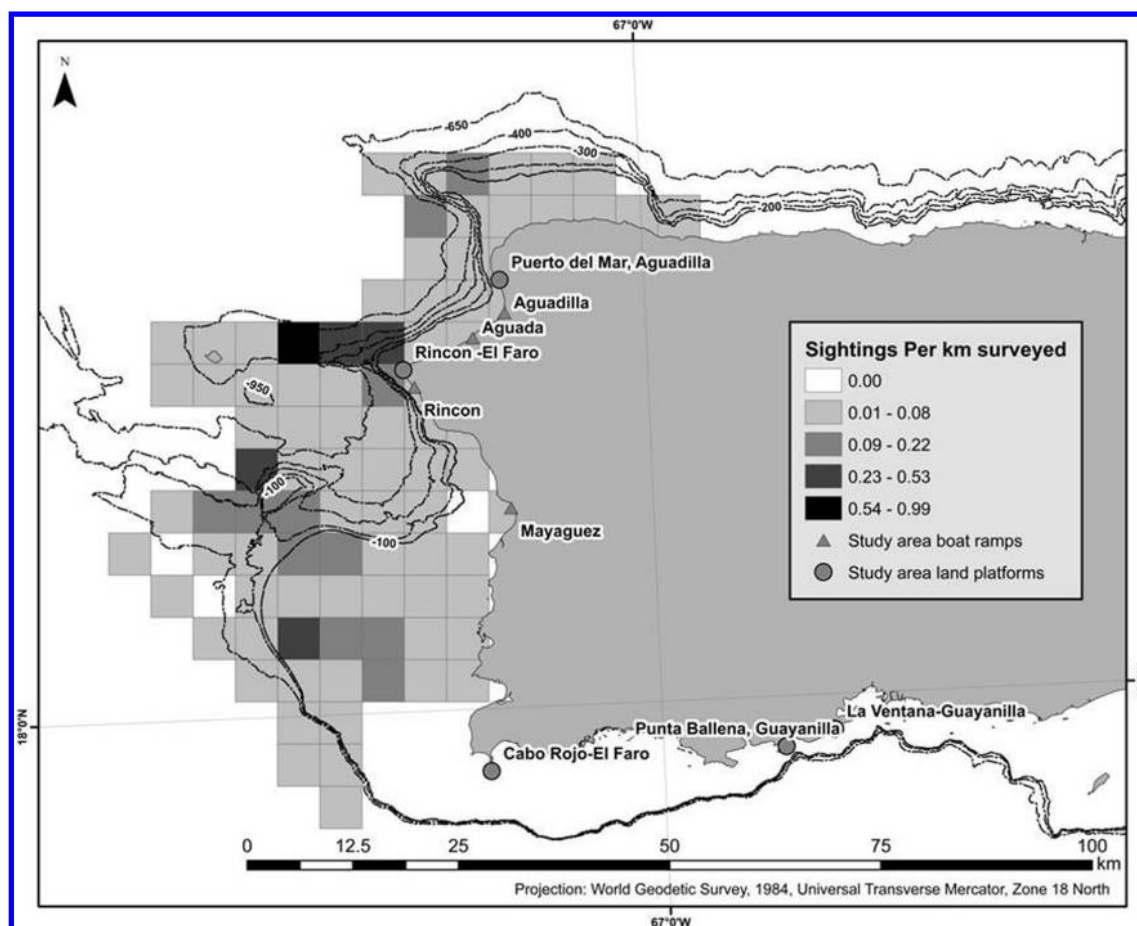 67°0'W
N
-650
-400
-300
-200
Puerto del Mar, Aguadilla
Aguadilla
Aguada
Rincon -El Faro
-950
Rincon
-100
Mayaguez
-100
Sightings Per km surveyed
0.00
0.01 - 0.08
0.09 - 0.22
0.23 - 0.53
0.54 - 0.99
Study area boat ramps
Study area land platforms
18°0'N
La Ventana-Guayanilla
Punta Ballena, Guayanilla
Cabo Rojo-El Faro
0 12.5 25 50 75 100
km
Projection: World Geodetic Survey, 1984, Universal Transverse Mercator, Zone 18 North
67°0'W